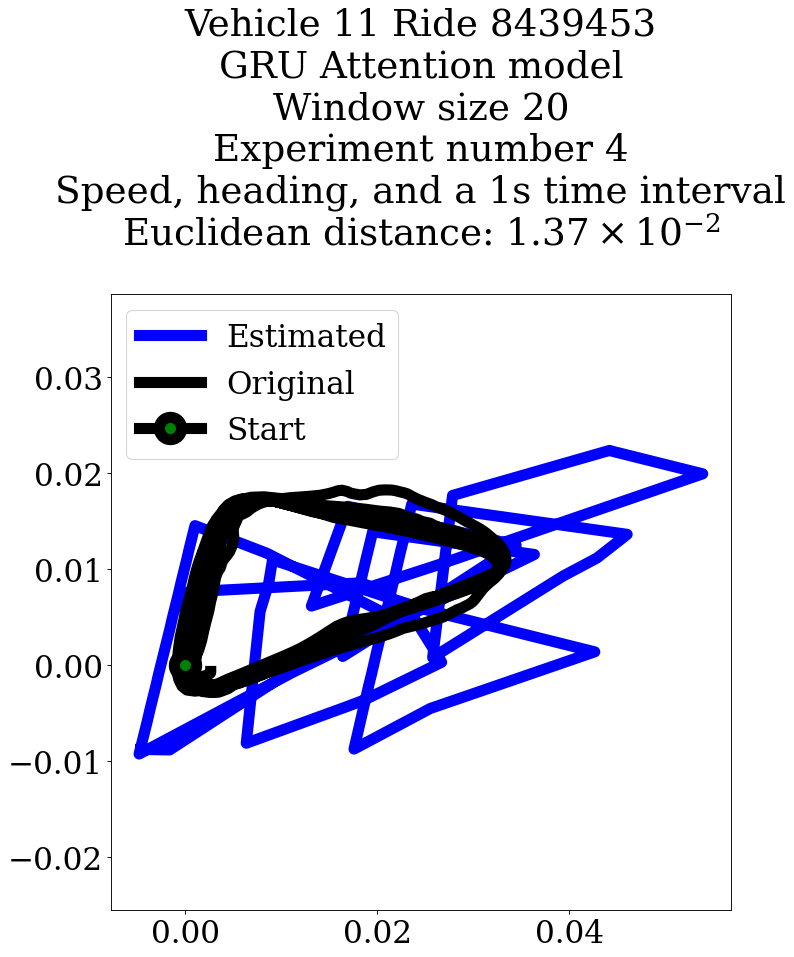 Vehicle 11 Ride 8439453
GRU Attention model
Window size 20
Experiment number 4
Speed, heading, and a 1s time interval
Euclidean distance: 1.37 × 10⁻²
Estimated
Original
Start
0.03
0.02
0.01
0.00
−0.01
−0.02
0.00 0.02 0.04